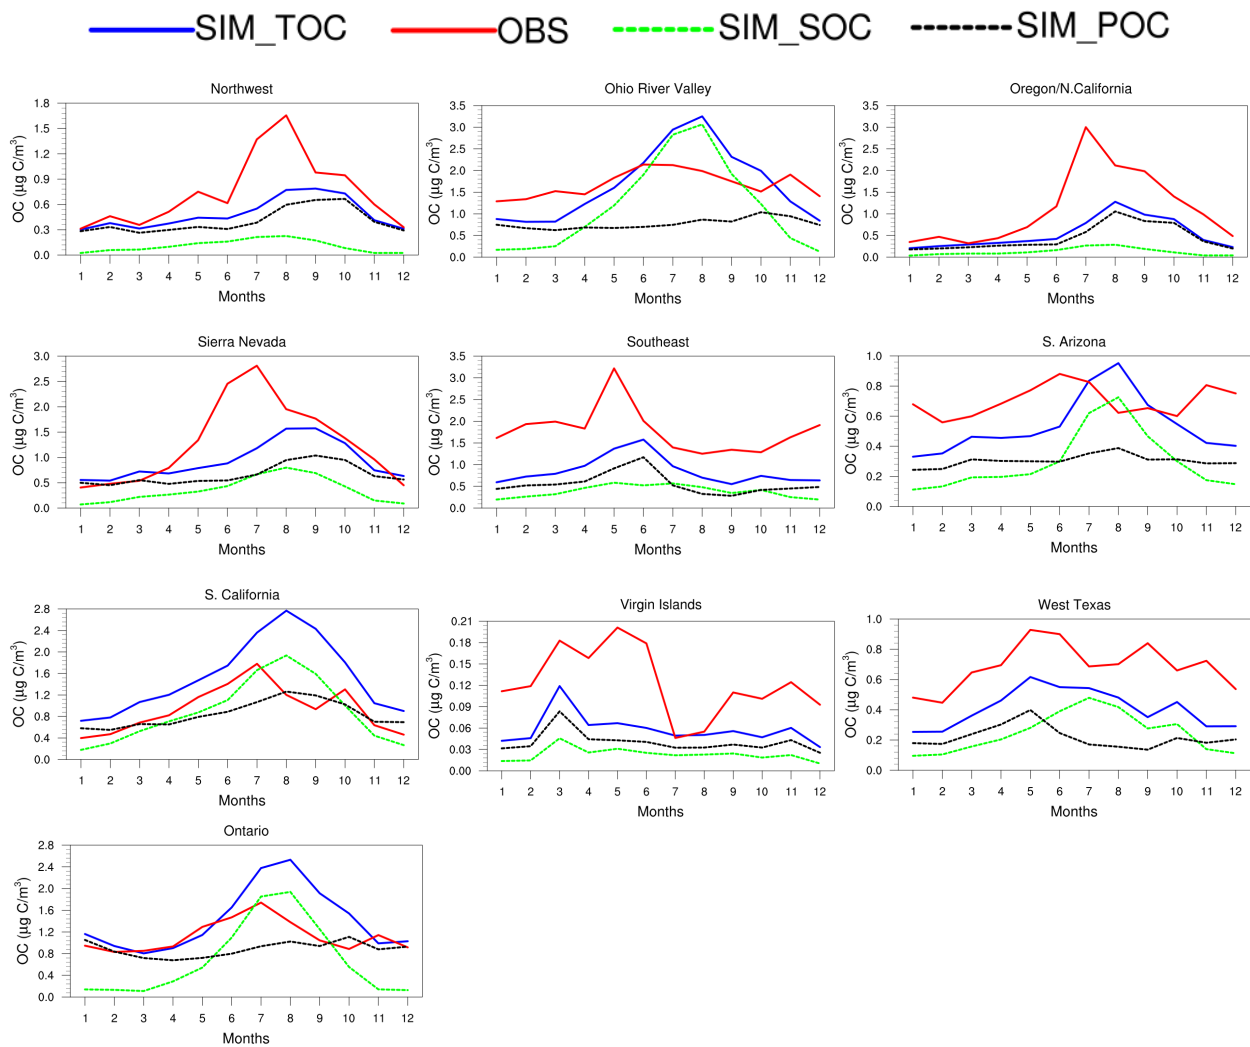 SIM_TOC OBS SIM_SOC SIM_POC
Northwest
OC (µg C/m³)
1.8
1.5
1.2
0.9
0.6
0.3
0.0
1 2 3 4 5 6 7 8 9 10 11 12
Months
Ohio River Valley
OC (µg C/m³)
3.5
3.0
2.5
2.0
1.5
1.0
0.5
0.0
1 2 3 4 5 6 7 8 9 10 11 12
Months
Oregon/N.California
OC (µg C/m³)
3.5
3.0
2.5
2.0
1.5
1.0
0.5
0.0
1 2 3 4 5 6 7 8 9 10 11 12
Months
Sierra Nevada
OC (µg C/m³)
3.0
2.5
2.0
1.5
1.0
0.5
0.0
1 2 3 4 5 6 7 8 9 10 11 12
Months
Southeast
OC (µg C/m³)
3.5
3.0
2.5
2.0
1.5
1.0
0.5
0.0
1 2 3 4 5 6 7 8 9 10 11 12
Months
S. Arizona
OC (µg C/m³)
1.0
0.8
0.6
0.4
0.2
0.0
1 2 3 4 5 6 7 8 9 10 11 12
Months
S. California
OC (µg C/m³)
2.8
2.4
2.0
1.6
1.2
0.8
0.4
0.0
1 2 3 4 5 6 7 8 9 10 11 12
Months
Virgin Islands
OC (µg C/m³)
0.21
0.18
0.15
0.12
0.09
0.06
0.03
0.00
1 2 3 4 5 6 7 8 9 10 11 12
Months
West Texas
OC (µg C/m³)
1.0
0.8
0.6
0.4
0.2
0.0
1 2 3 4 5 6 7 8 9 10 11 12
Months
Ontario
OC (µg C/m³)
2.8
2.4
2.0
1.6
1.2
0.8
0.4
0.0
1 2 3 4 5 6 7 8 9 10 11 12
Months